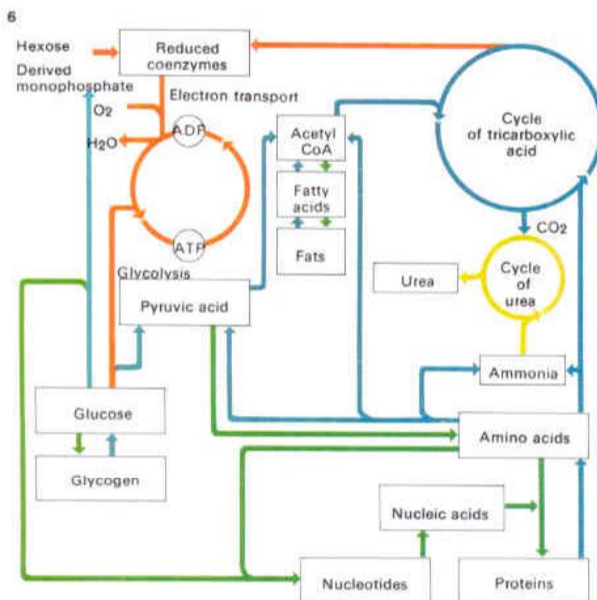 6
Hexose
Derived
monophosphate
Reduced
coenzymes
Electron transport
O2
H2O
ADP
ATP
Acetyl
CoA
Fatty
acids
Fats
Cycle
of tricarboxylic
acid
CO2
Urea
Cycle
of
urea
Glycolysis
Pyruvic acid
Ammonia
Glucose
Amino acids
Glycogen
Nucleic acids
Nucleotides
Proteins